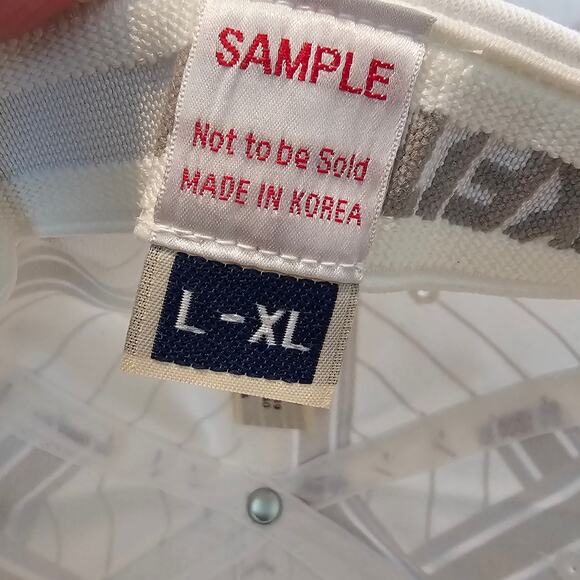 SAMPLE
Not to be Sold
MADE IN KOREA
L-XL